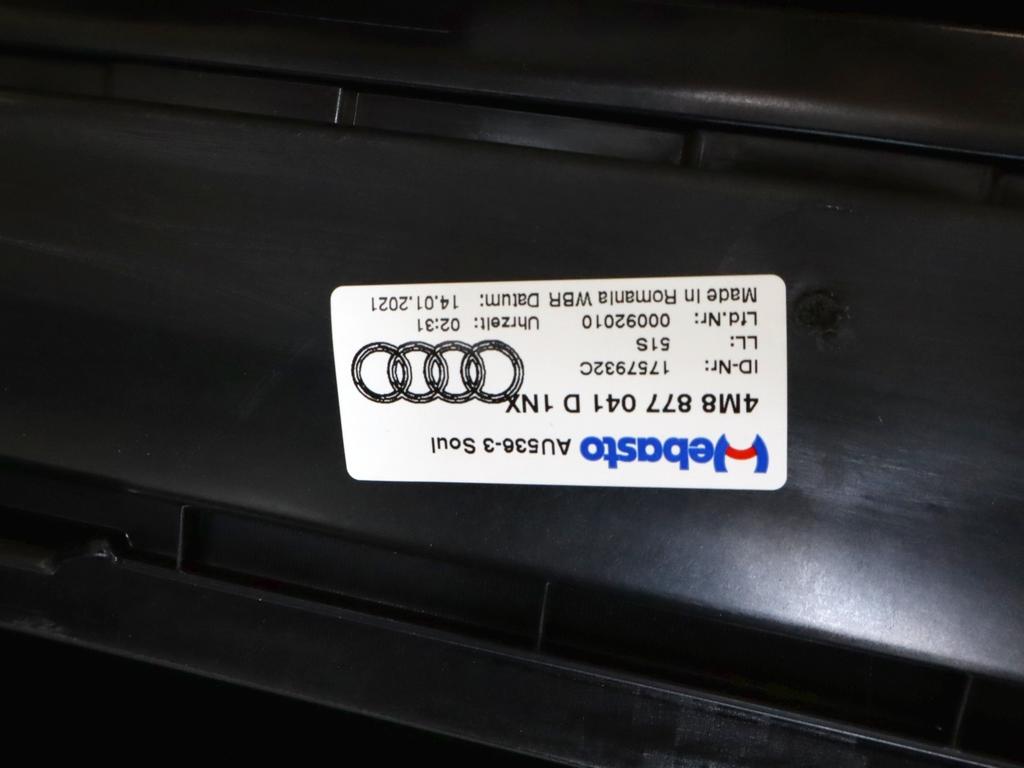 Webasto AU536-3 Soul
4M8 877 041 D 1NX
ID-Nr: 1757932C
LL: 51S
Lfd.Nr: 00092010 Uhrzeit: 02:31
Made In Romania WBR Datum: 14.01.2021